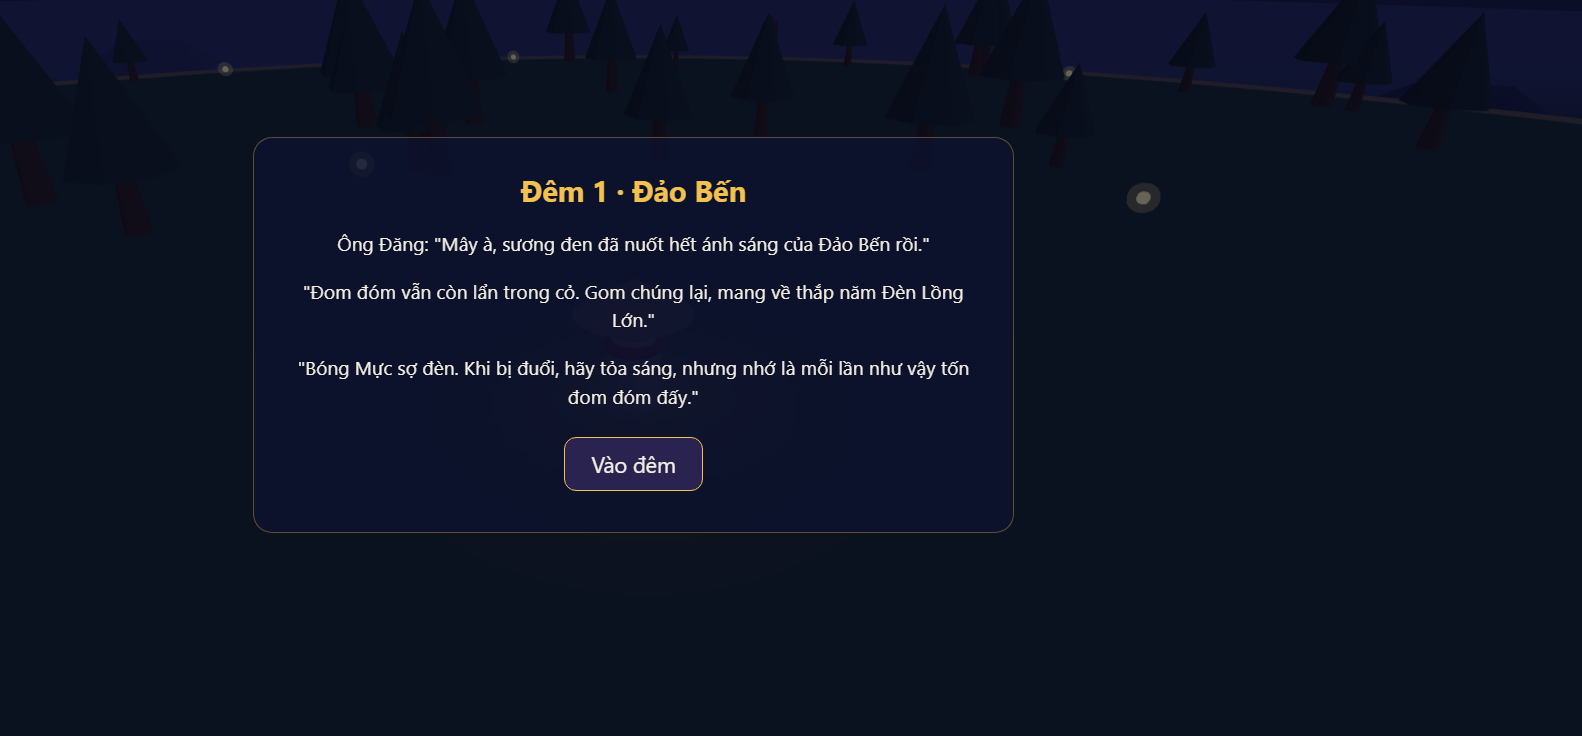 Đêm 1 · Đảo Bến
Ông Đăng: "Mây à, sương đen đã nuốt hết ánh sáng của Đảo Bến rồi."
"Đom đóm vẫn còn lẩn trong cỏ. Gom chúng lại, mang về thắp năm Đèn Lồng
Lớn."
"Bóng Mực sợ đèn. Khi bị đuổi, hãy tỏa sáng, nhưng nhớ là mỗi lần như vậy tốn
đom đóm đấy."
Vào đêm